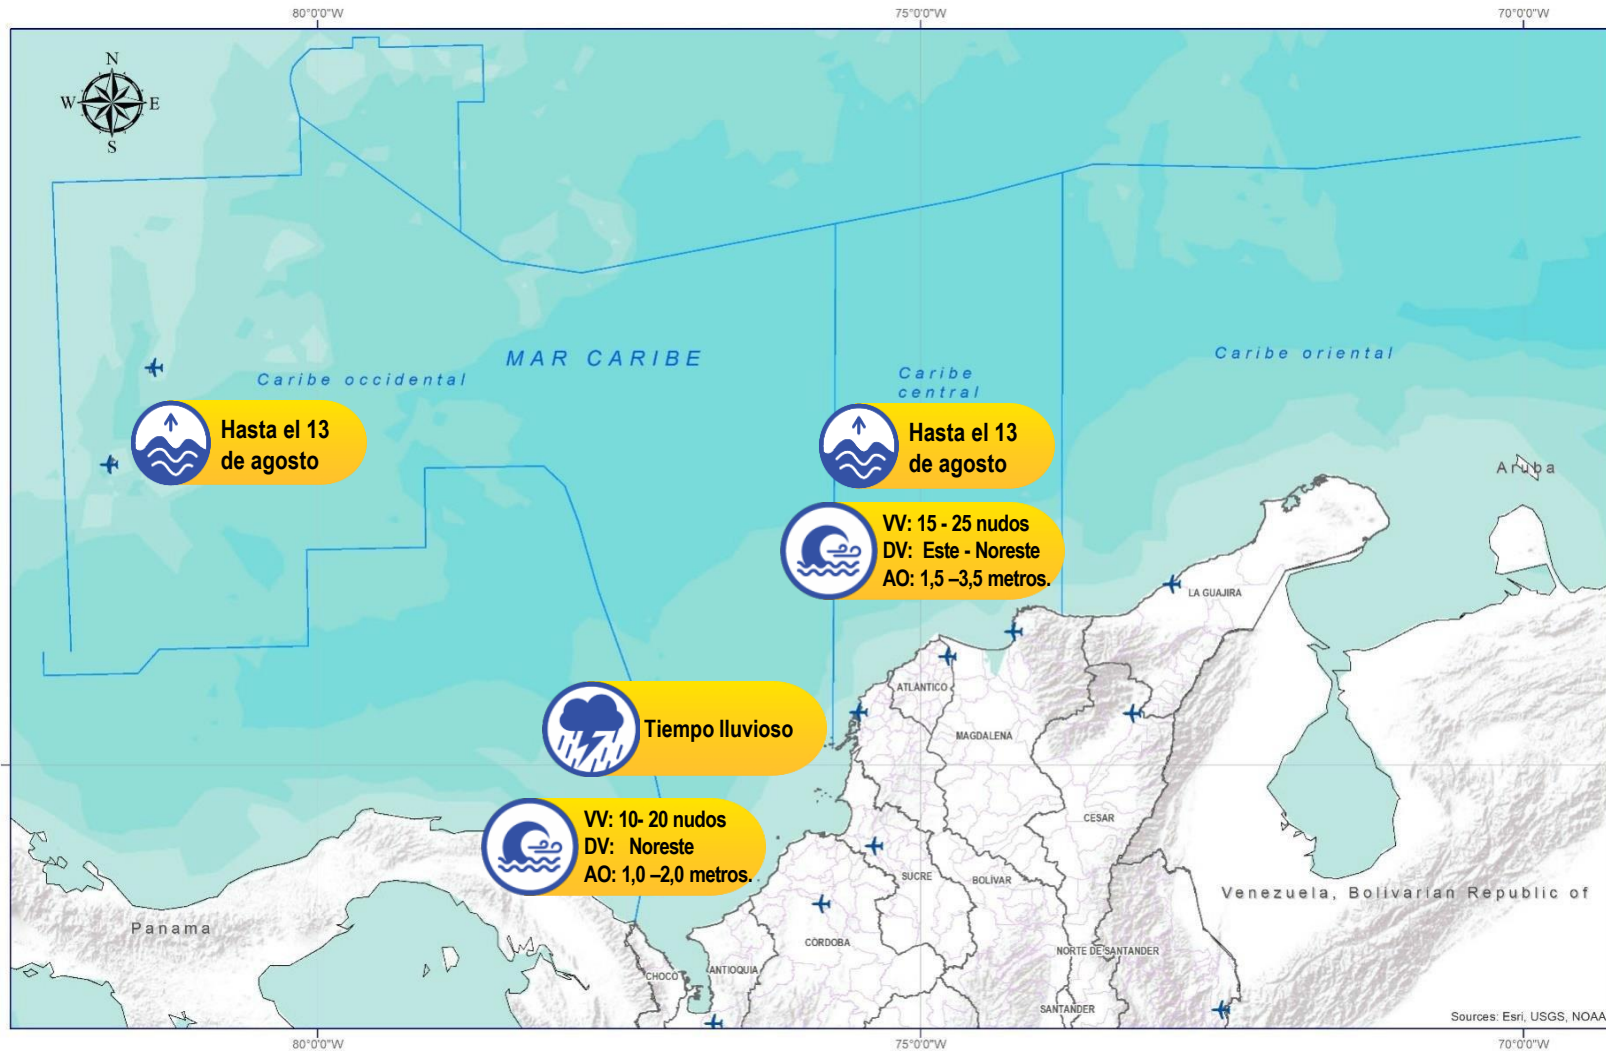 80°0'0"W
75°0'0"W
70°0'0"W
N
W
E
S
MAR CARIBE
Caribe occidental
Caribe
central
Caribe oriental
Hasta el 13
de agosto
Hasta el 13
de agosto
VV: 15 - 25 nudos
DV: Este - Noreste
AO: 1,5 –3,5 metros.
Aruba
LA GUAJIRA
ATLÁNTICO
MAGDALENA
Tiempo lluvioso
VV: 10- 20 nudos
DV: Noreste
AO: 1,0 –2,0 metros.
CESAR
SUCRE
BOLÍVAR
Venezuela, Bolivarian Republic of
Panama
CÓRDOBA
NORTE DE SANTANDER
CHOCÓ
ANTIOQUIA
SANTANDER
Sources: Esri, USGS, NOAA
80°0'0"W
75°0'0"W
70°0'0"W